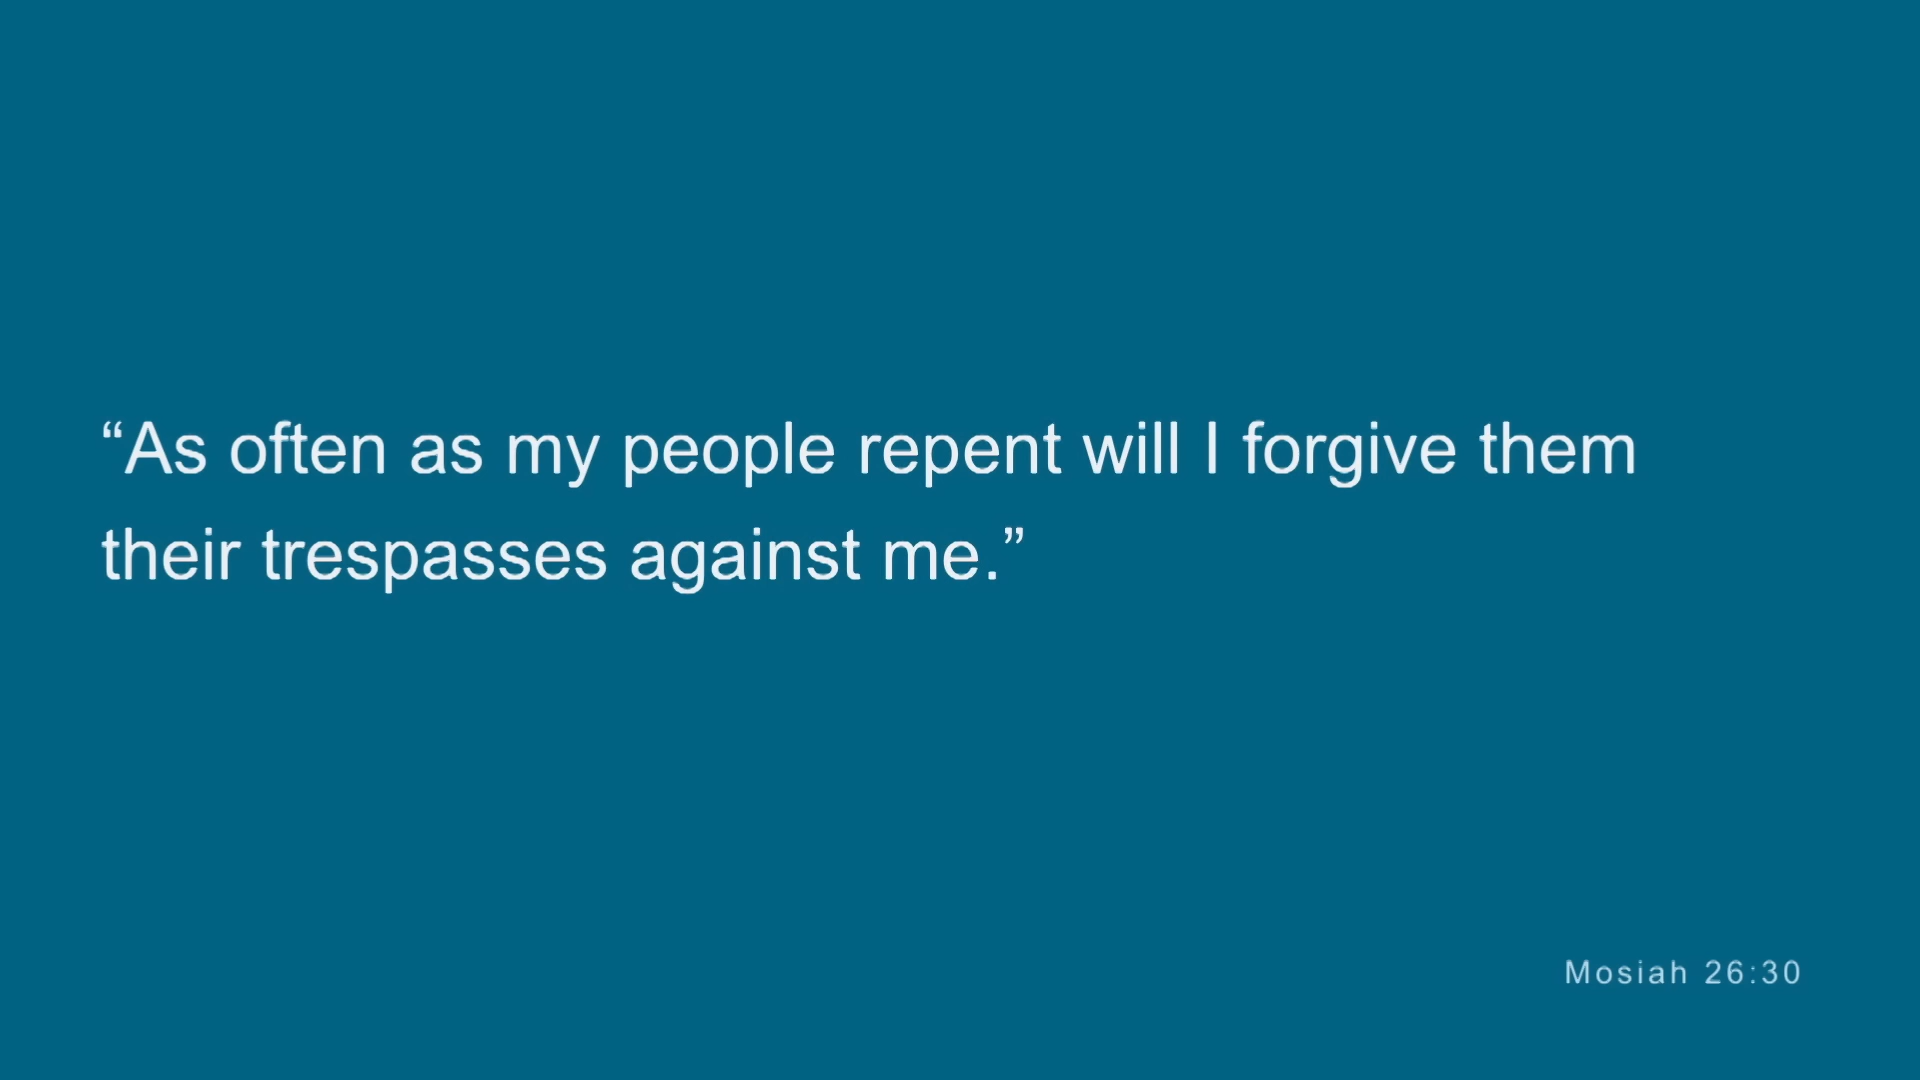 “As often as my people repent will I forgive them
their trespasses against me.”
Mosiah 26:30